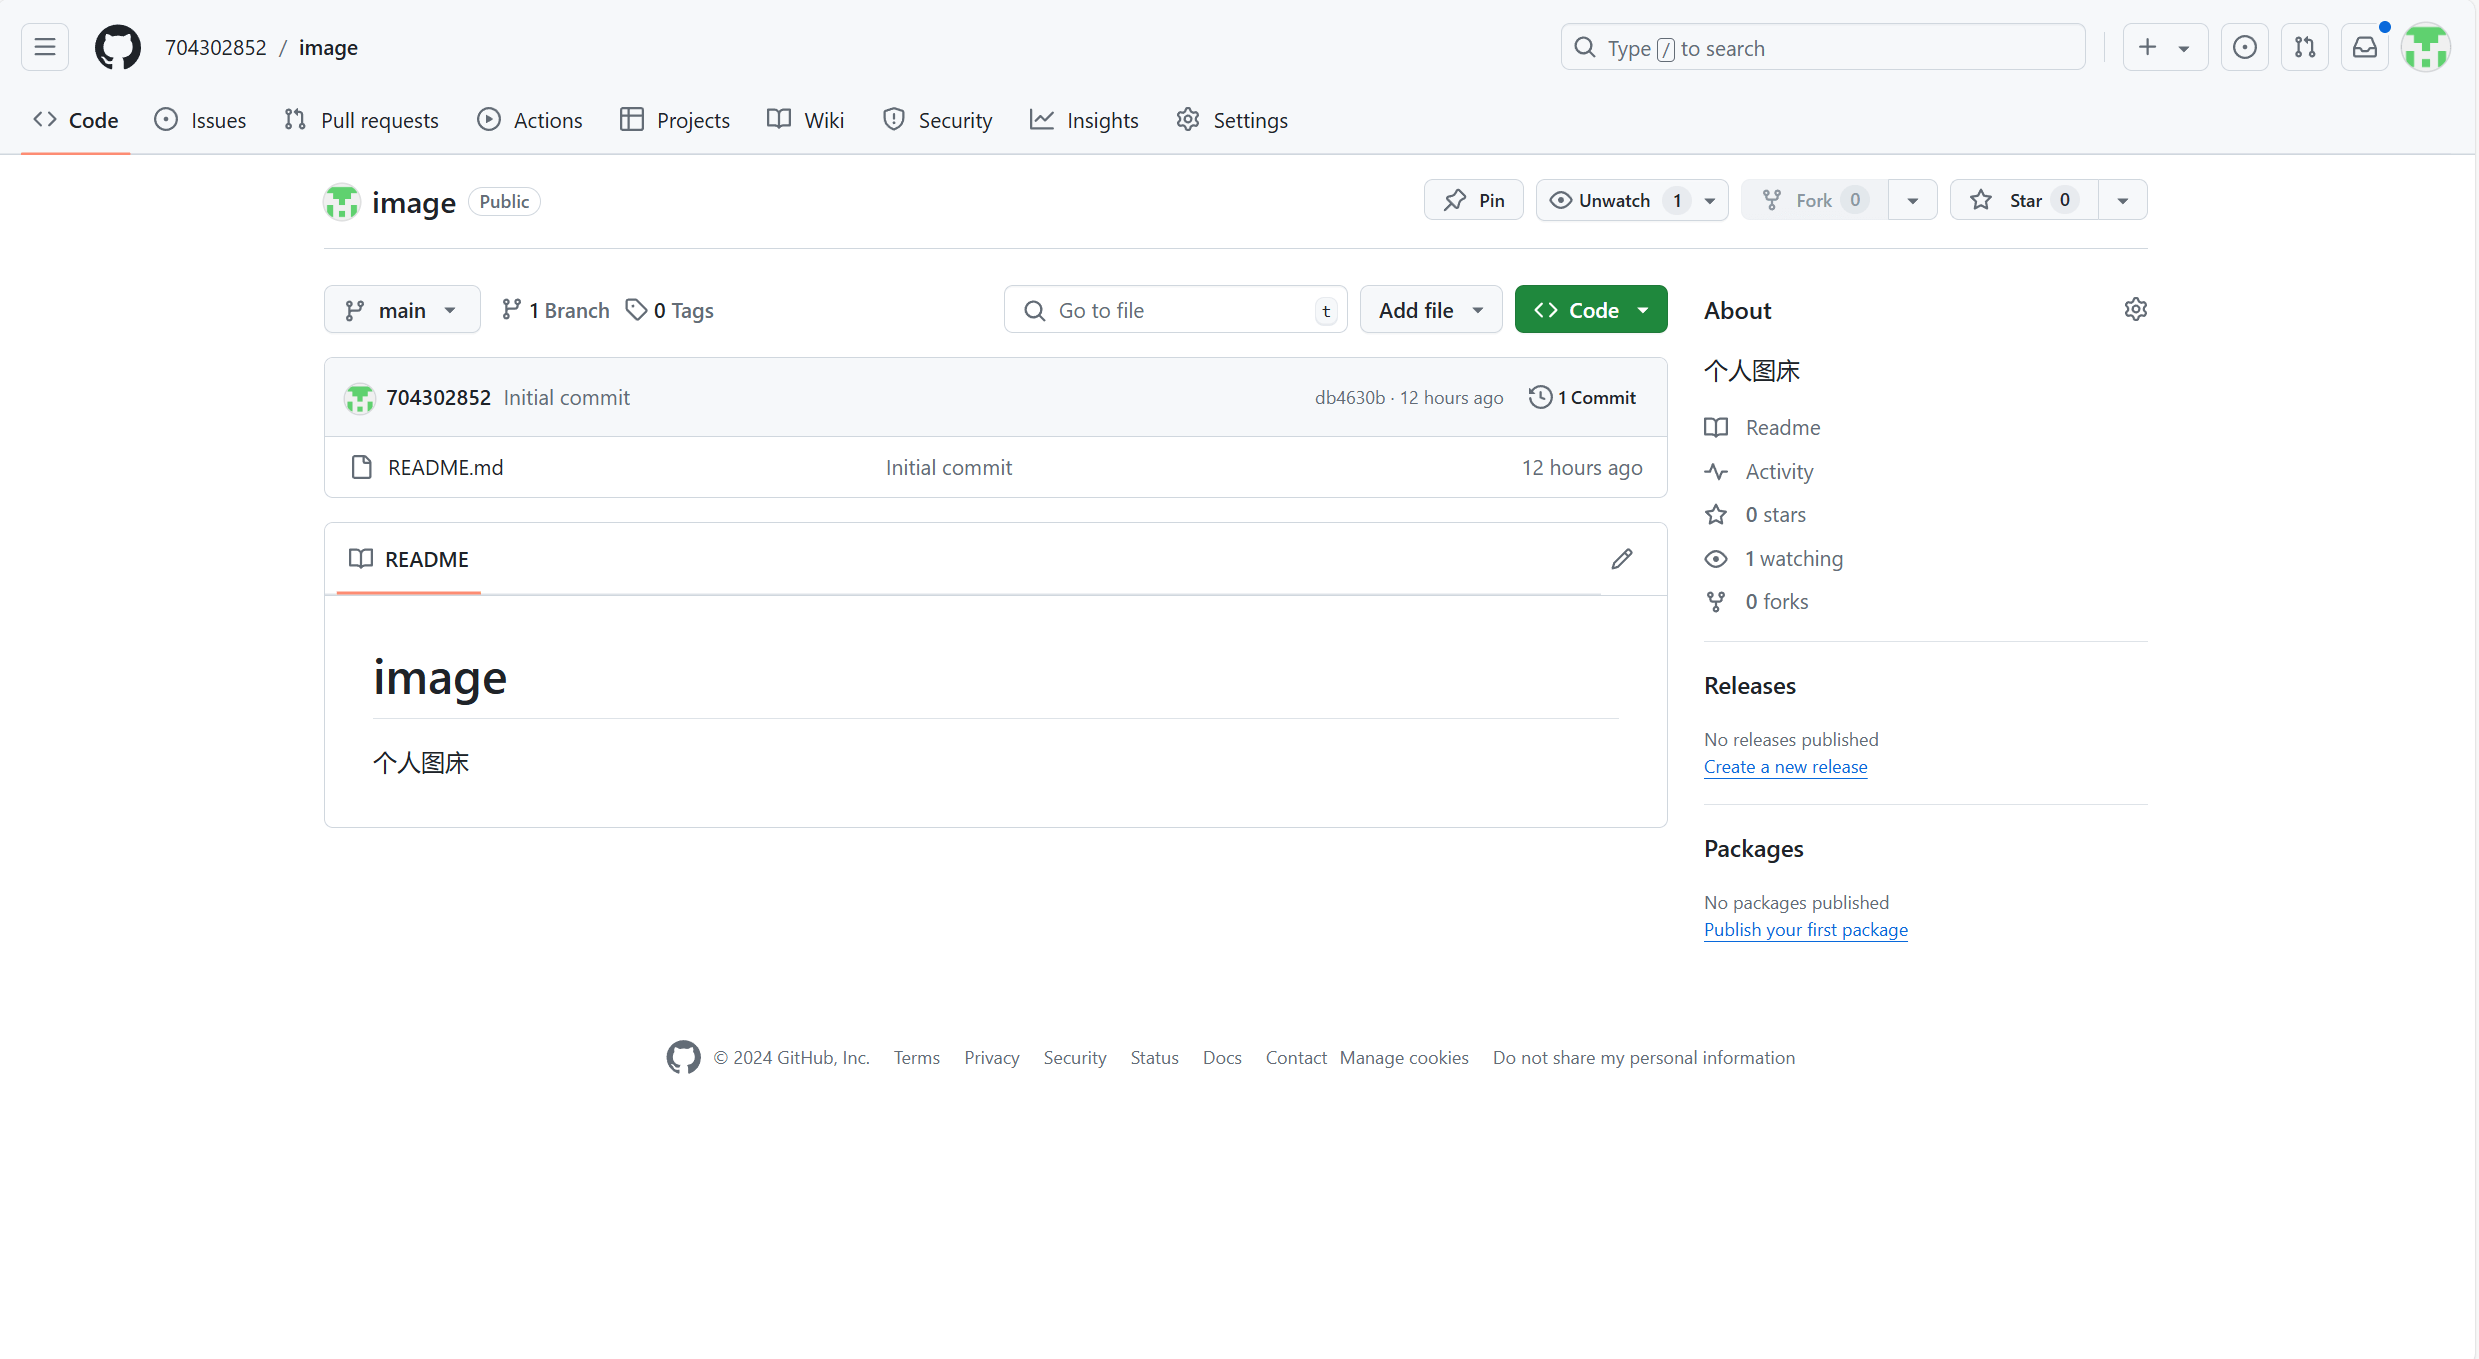 704302852 / image
Type / to search
Code Issues Pull requests Actions Projects Wiki Security Insights Settings
image Public
Pin Unwatch 1 Fork 0 Star 0
main 1 Branch 0 Tags Go to file t Add file Code
704302852 Initial commit db4630b · 12 hours ago 1 Commit
README.md Initial commit 12 hours ago
README
image
个人图床
About
个人图床
Readme
Activity
0 stars
1 watching
0 forks
Releases
No releases published
Create a new release
Packages
No packages published
Publish your first package
© 2024 GitHub, Inc. Terms Privacy Security Status Docs Contact Manage cookies Do not share my personal information